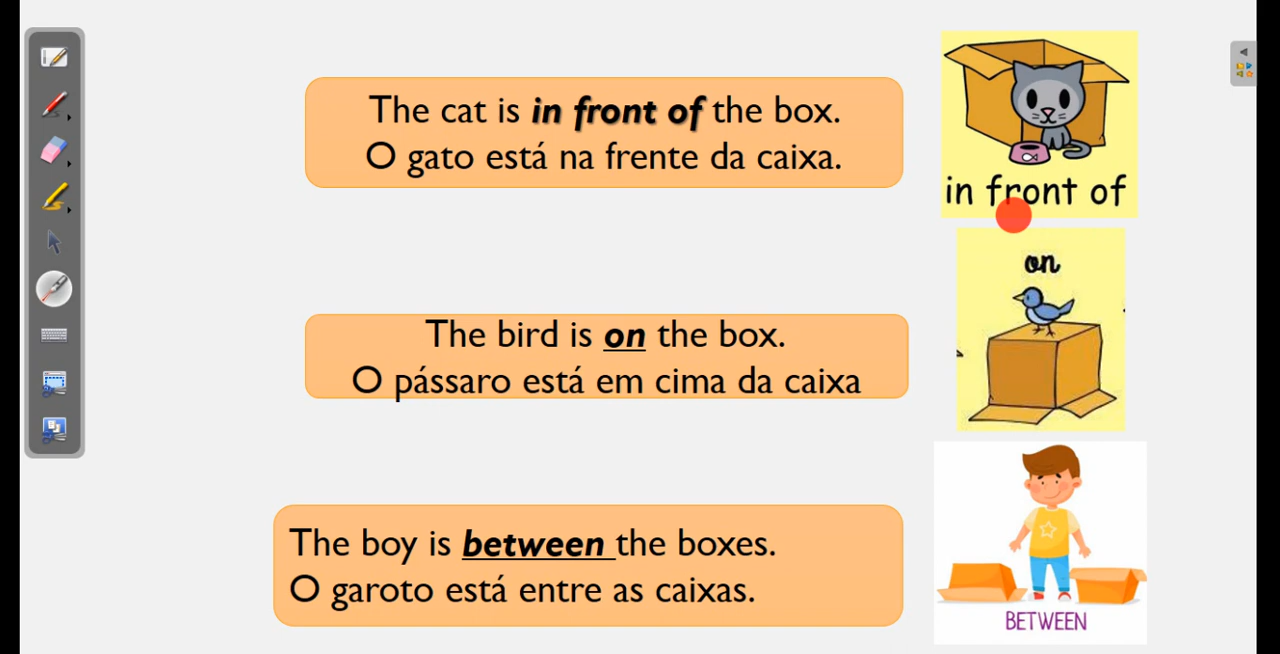 The cat is in front of the box.
O gato está na frente da caixa.
in front of
The bird is on the box.
O pássaro está em cima da caixa
on
The boy is between the boxes.
O garoto está entre as caixas.
BETWEEN